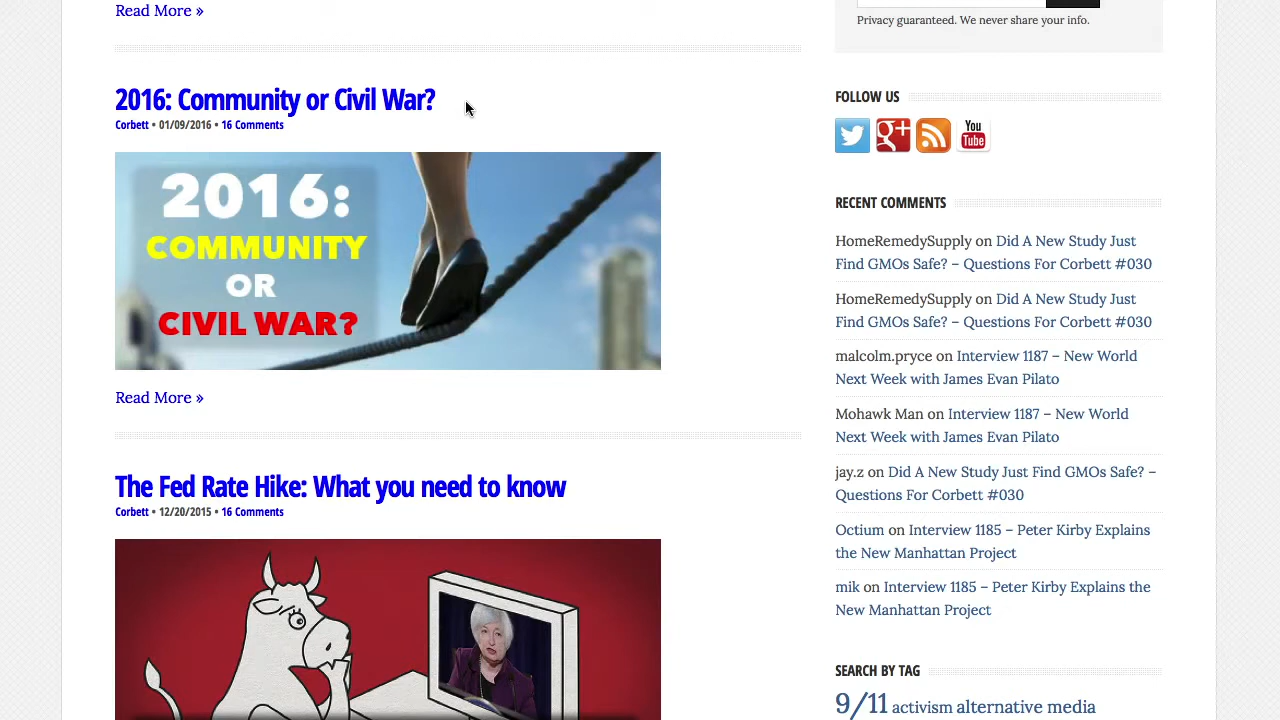 Read More »
2016: Community or Civil War?
Corbett • 01/09/2016 • 16 Comments
2016:
COMMUNITY
OR
CIVIL WAR?
Read More »
The Fed Rate Hike: What you need to know
Corbett • 12/20/2015 • 16 Comments
Privacy guaranteed. We never share your info.
FOLLOW US
g+
You
Tube
RECENT COMMENTS
HomeRemedySupply on Did A New Study Just
Find GMOs Safe? – Questions For Corbett #030
HomeRemedySupply on Did A New Study Just
Find GMOs Safe? – Questions For Corbett #030
malcolm.pryce on Interview 1187 – New World
Next Week with James Evan Pilato
Mohawk Man on Interview 1187 – New World
Next Week with James Evan Pilato
jay.z on Did A New Study Just Find GMOs Safe? –
Questions For Corbett #030
Octium on Interview 1185 – Peter Kirby Explains
the New Manhattan Project
mik on Interview 1185 – Peter Kirby Explains the
New Manhattan Project
SEARCH BY TAG
9/11 activism alternative media